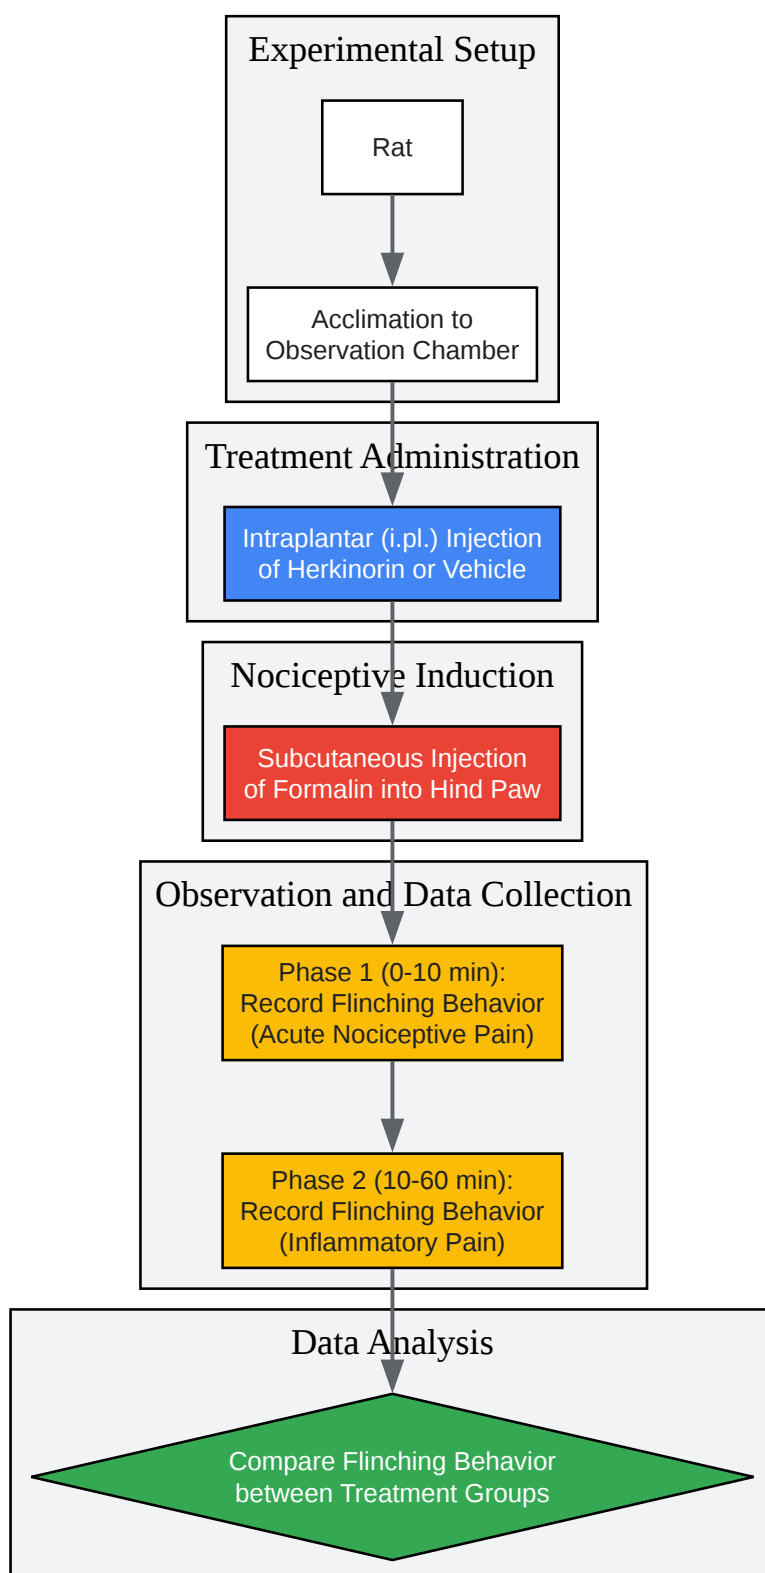 Experimental Setup
Rat
Acclimation to
Observation Chamber
Treatment Administration
Intraplantar (i.pl.) Injection
of Herkinorin or Vehicle
Nociceptive Induction
Subcutaneous Injection
of Formalin into Hind Paw
Observation and Data Collection
Phase 1 (0-10 min):
Record Flinching Behavior
(Acute Nociceptive Pain)
Phase 2 (10-60 min):
Record Flinching Behavior
(Inflammatory Pain)
Data Analysis
Compare Flinching Behavior
between Treatment Groups